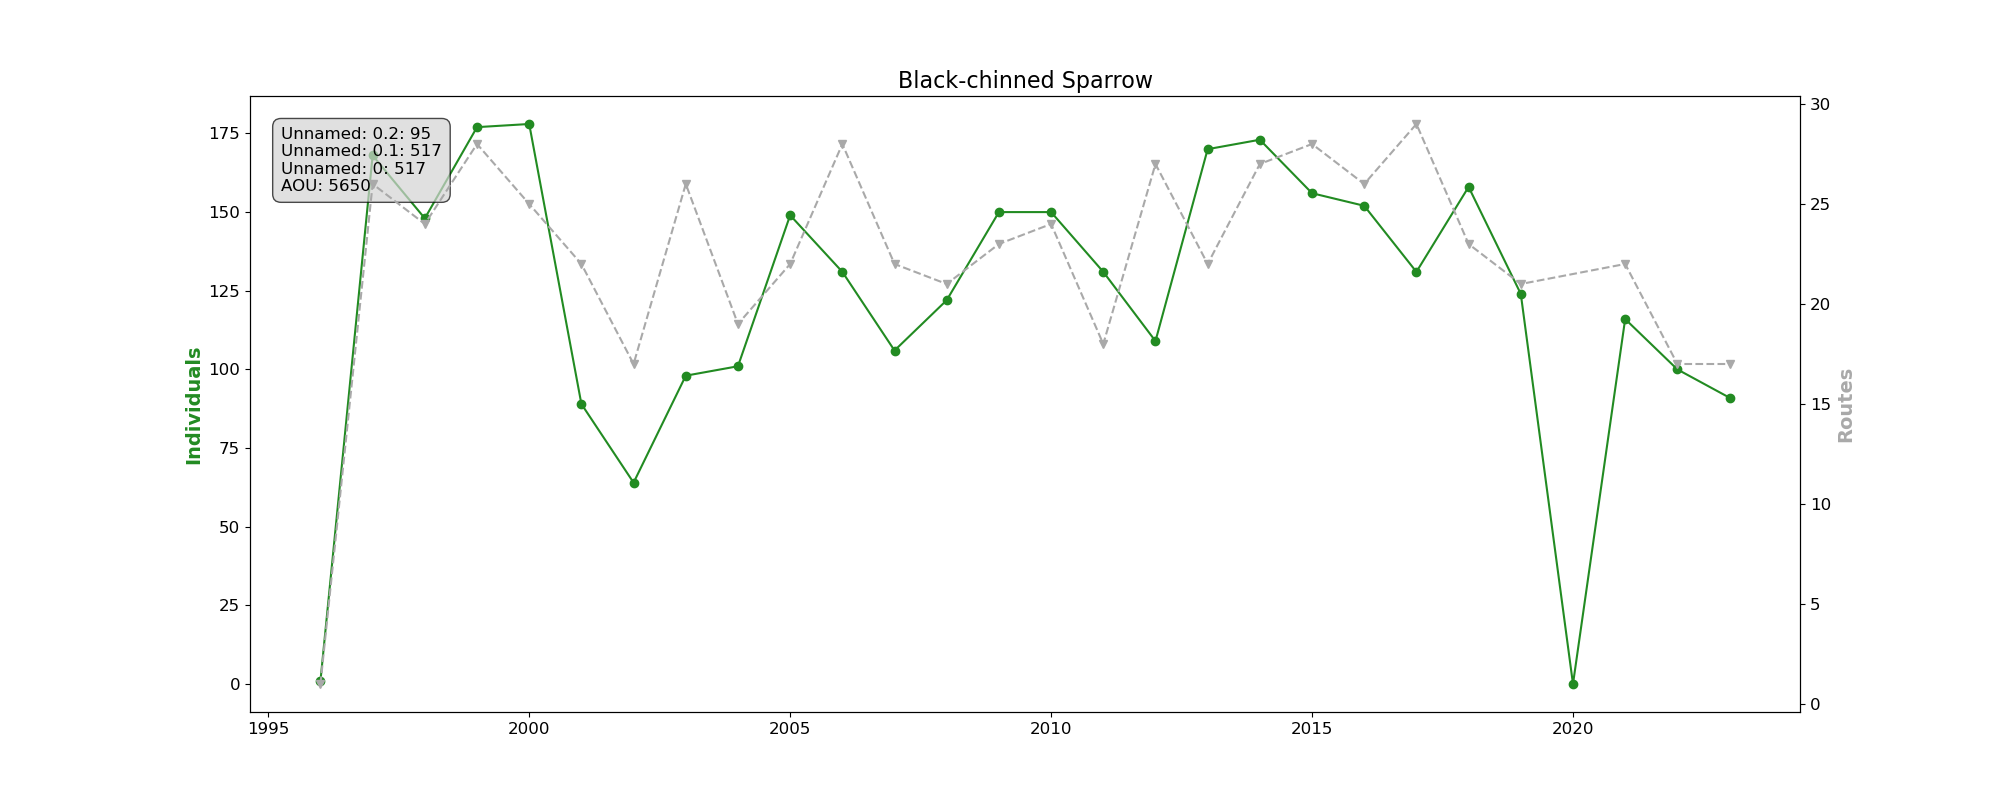 Black-chinned Sparrow
Unnamed: 0.2: 95
Unnamed: 0.1: 517
Unnamed: 0: 517
AOU: 5650
175
150
125
100
75
50
25
0
Individuals
30
25
20
15
10
5
0
Routes
1995 2000 2005 2010 2015 2020